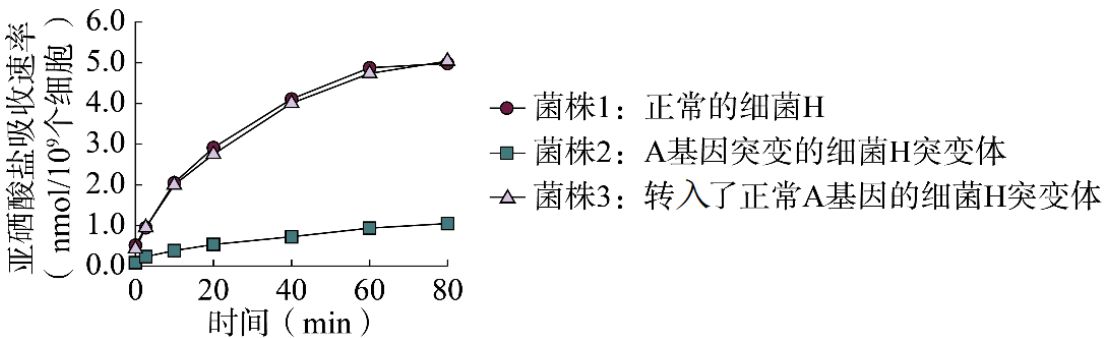 亚硒酸盐吸收速率
（nmol/10⁹个细胞）
6.0
5.0
4.0
3.0
2.0
1.0
0.0
0 20 40 60 80
时间（min）
菌株1：正常的细菌H
菌株2：A基因突变的细菌H突变体
菌株3：转入了正常A基因的细菌H突变体